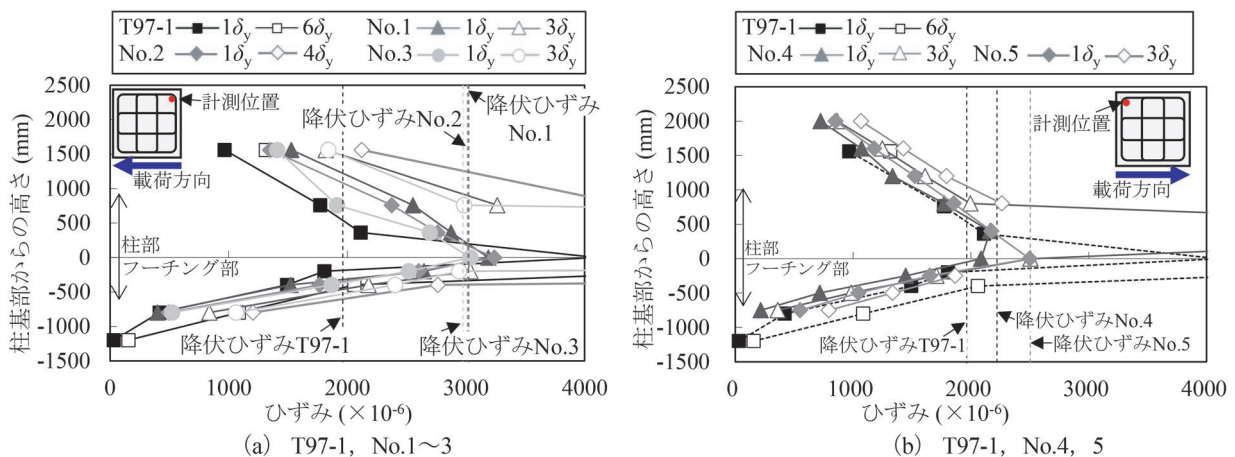 T97-1 1δy 6δy No.1 1δy 3δy
No.2 1δy 4δy No.3 1δy 3δy
柱基部からの高さ (mm)
2500
2000
1500
1000
500
0
-500
-1000
-1500
計測位置
載荷方向
柱部
フーチング部
降伏ひずみNo.2
降伏ひずみ
No.1
降伏ひずみT97-1
降伏ひずみNo.3
0 1000 2000 3000 4000
ひずみ (×10-6)
(a) T97-1, No.1～3
T97-1 1δy 6δy
No.4 1δy 3δy No.5 1δy 3δy
柱基部からの高さ (mm)
2500
2000
1500
1000
500
0
-500
-1000
-1500
計測位置
載荷方向
柱部
フーチング部
降伏ひずみNo.4
降伏ひずみT97-1
降伏ひずみNo.5
0 1000 2000 3000 4000
ひずみ (×10-6)
(b) T97-1, No.4, 5